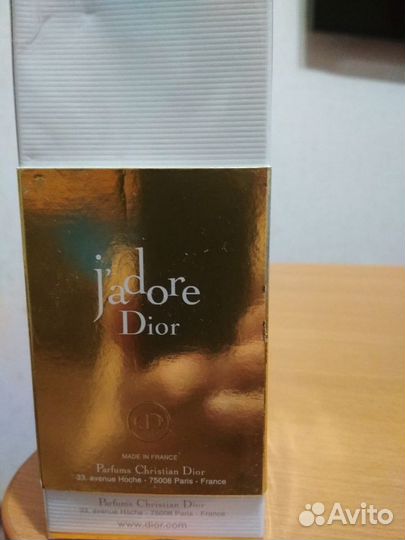 j'adore
Dior
CD
MADE IN FRANCE
Parfums Christian Dior
33, avenue Hoche - 75008 Paris - France
Parfums Christian Dior
33, avenue Hoche - 75008 Paris - France
www.dior.com
Avito